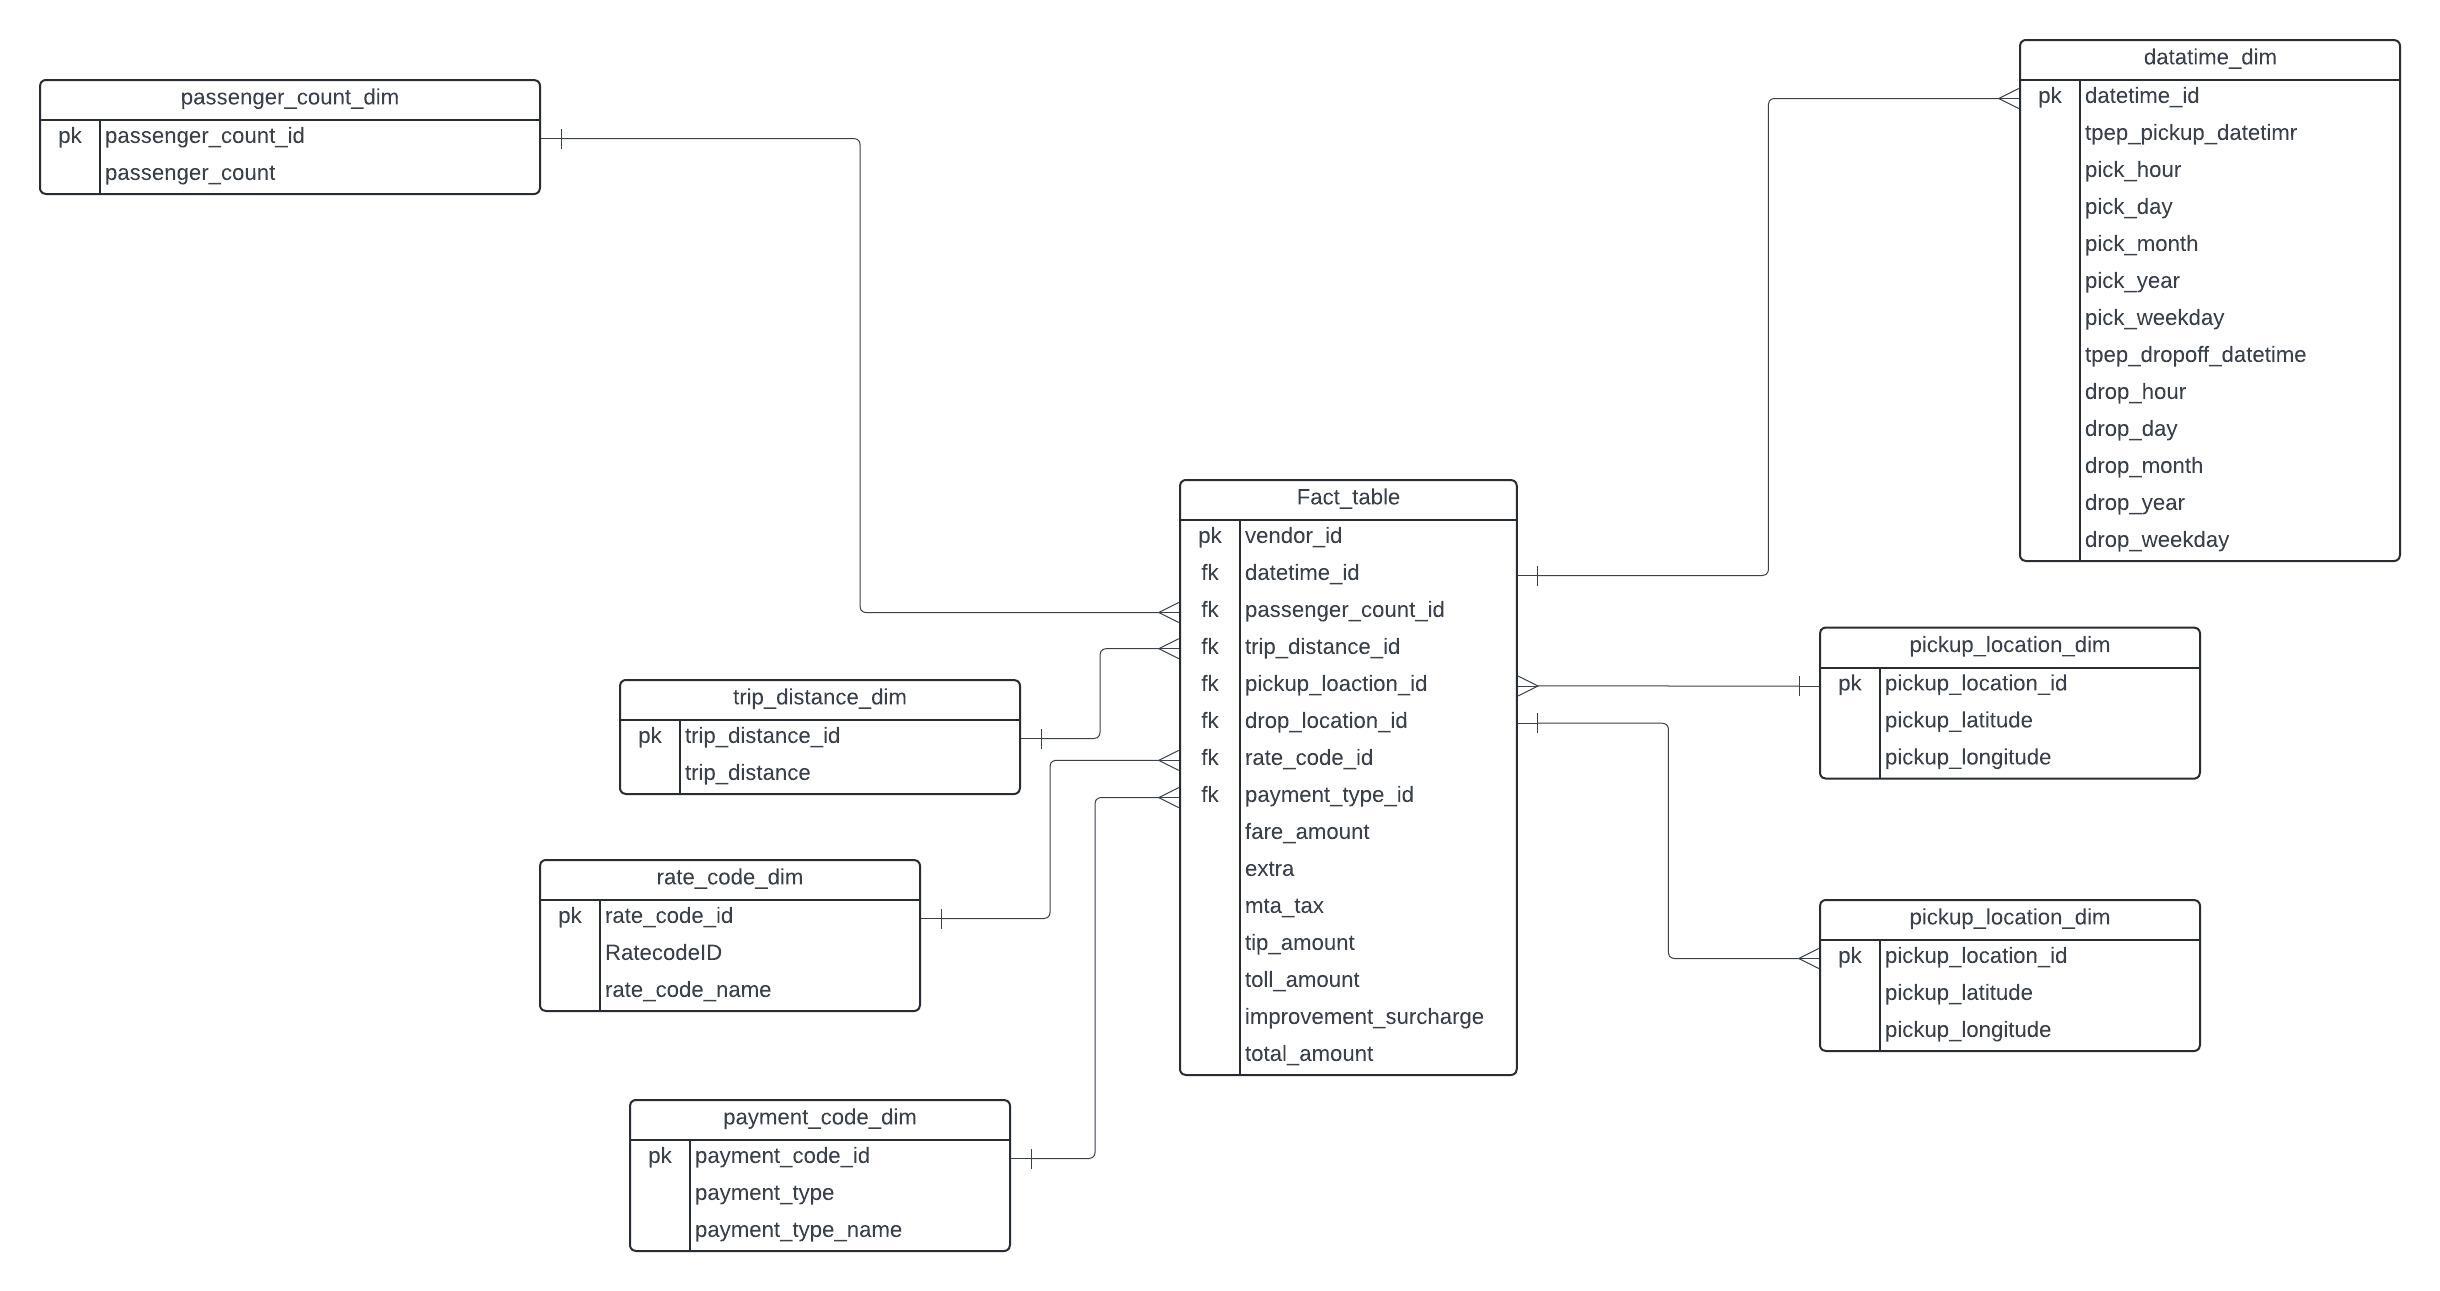 passenger_count_dim
pk passenger_count_id
passenger_count
datatime_dim
pk datetime_id
tpep_pickup_datetimr
pick_hour
pick_day
pick_month
pick_year
pick_weekday
tpep_dropoff_datetime
drop_hour
drop_day
drop_month
drop_year
drop_weekday
Fact_table
pk vendor_id
fk datetime_id
fk passenger_count_id
fk trip_distance_id
fk pickup_loaction_id
fk drop_location_id
fk rate_code_id
fk payment_type_id
fare_amount
extra
mta_tax
tip_amount
toll_amount
improvement_surcharge
total_amount
trip_distance_dim
pk trip_distance_id
trip_distance
pickup_location_dim
pk pickup_location_id
pickup_latitude
pickup_longitude
rate_code_dim
pk rate_code_id
RatecodeID
rate_code_name
pickup_location_dim
pk pickup_location_id
pickup_latitude
pickup_longitude
payment_code_dim
pk payment_code_id
payment_type
payment_type_name